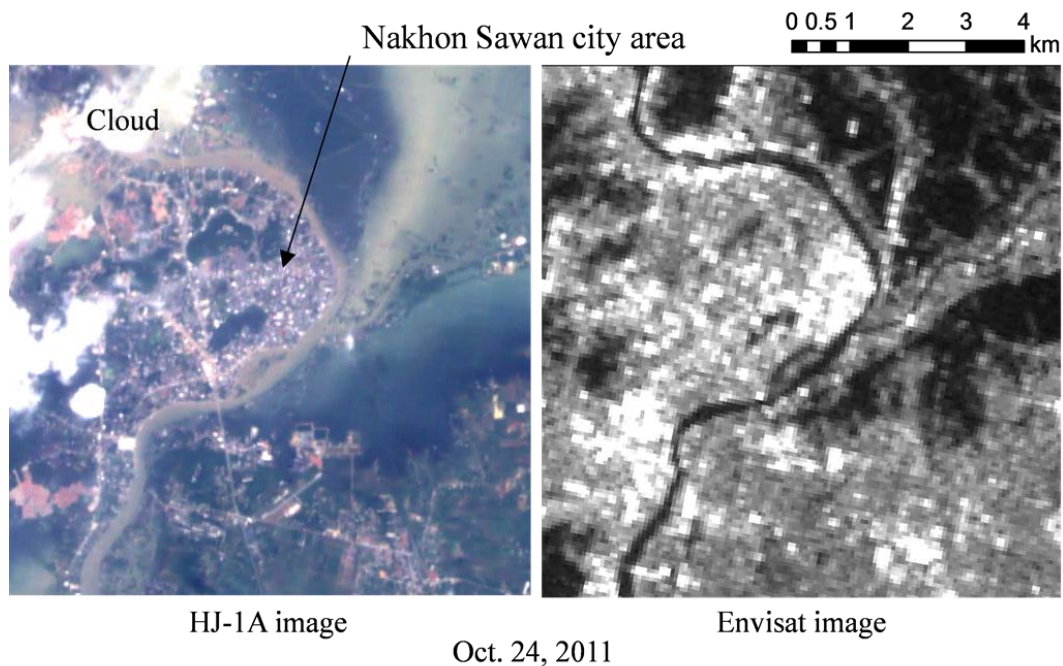 Nakhon Sawan city area
0 0.5 1 2 3 4
km
Cloud
HJ-1A image
Envisat image
Oct. 24, 2011